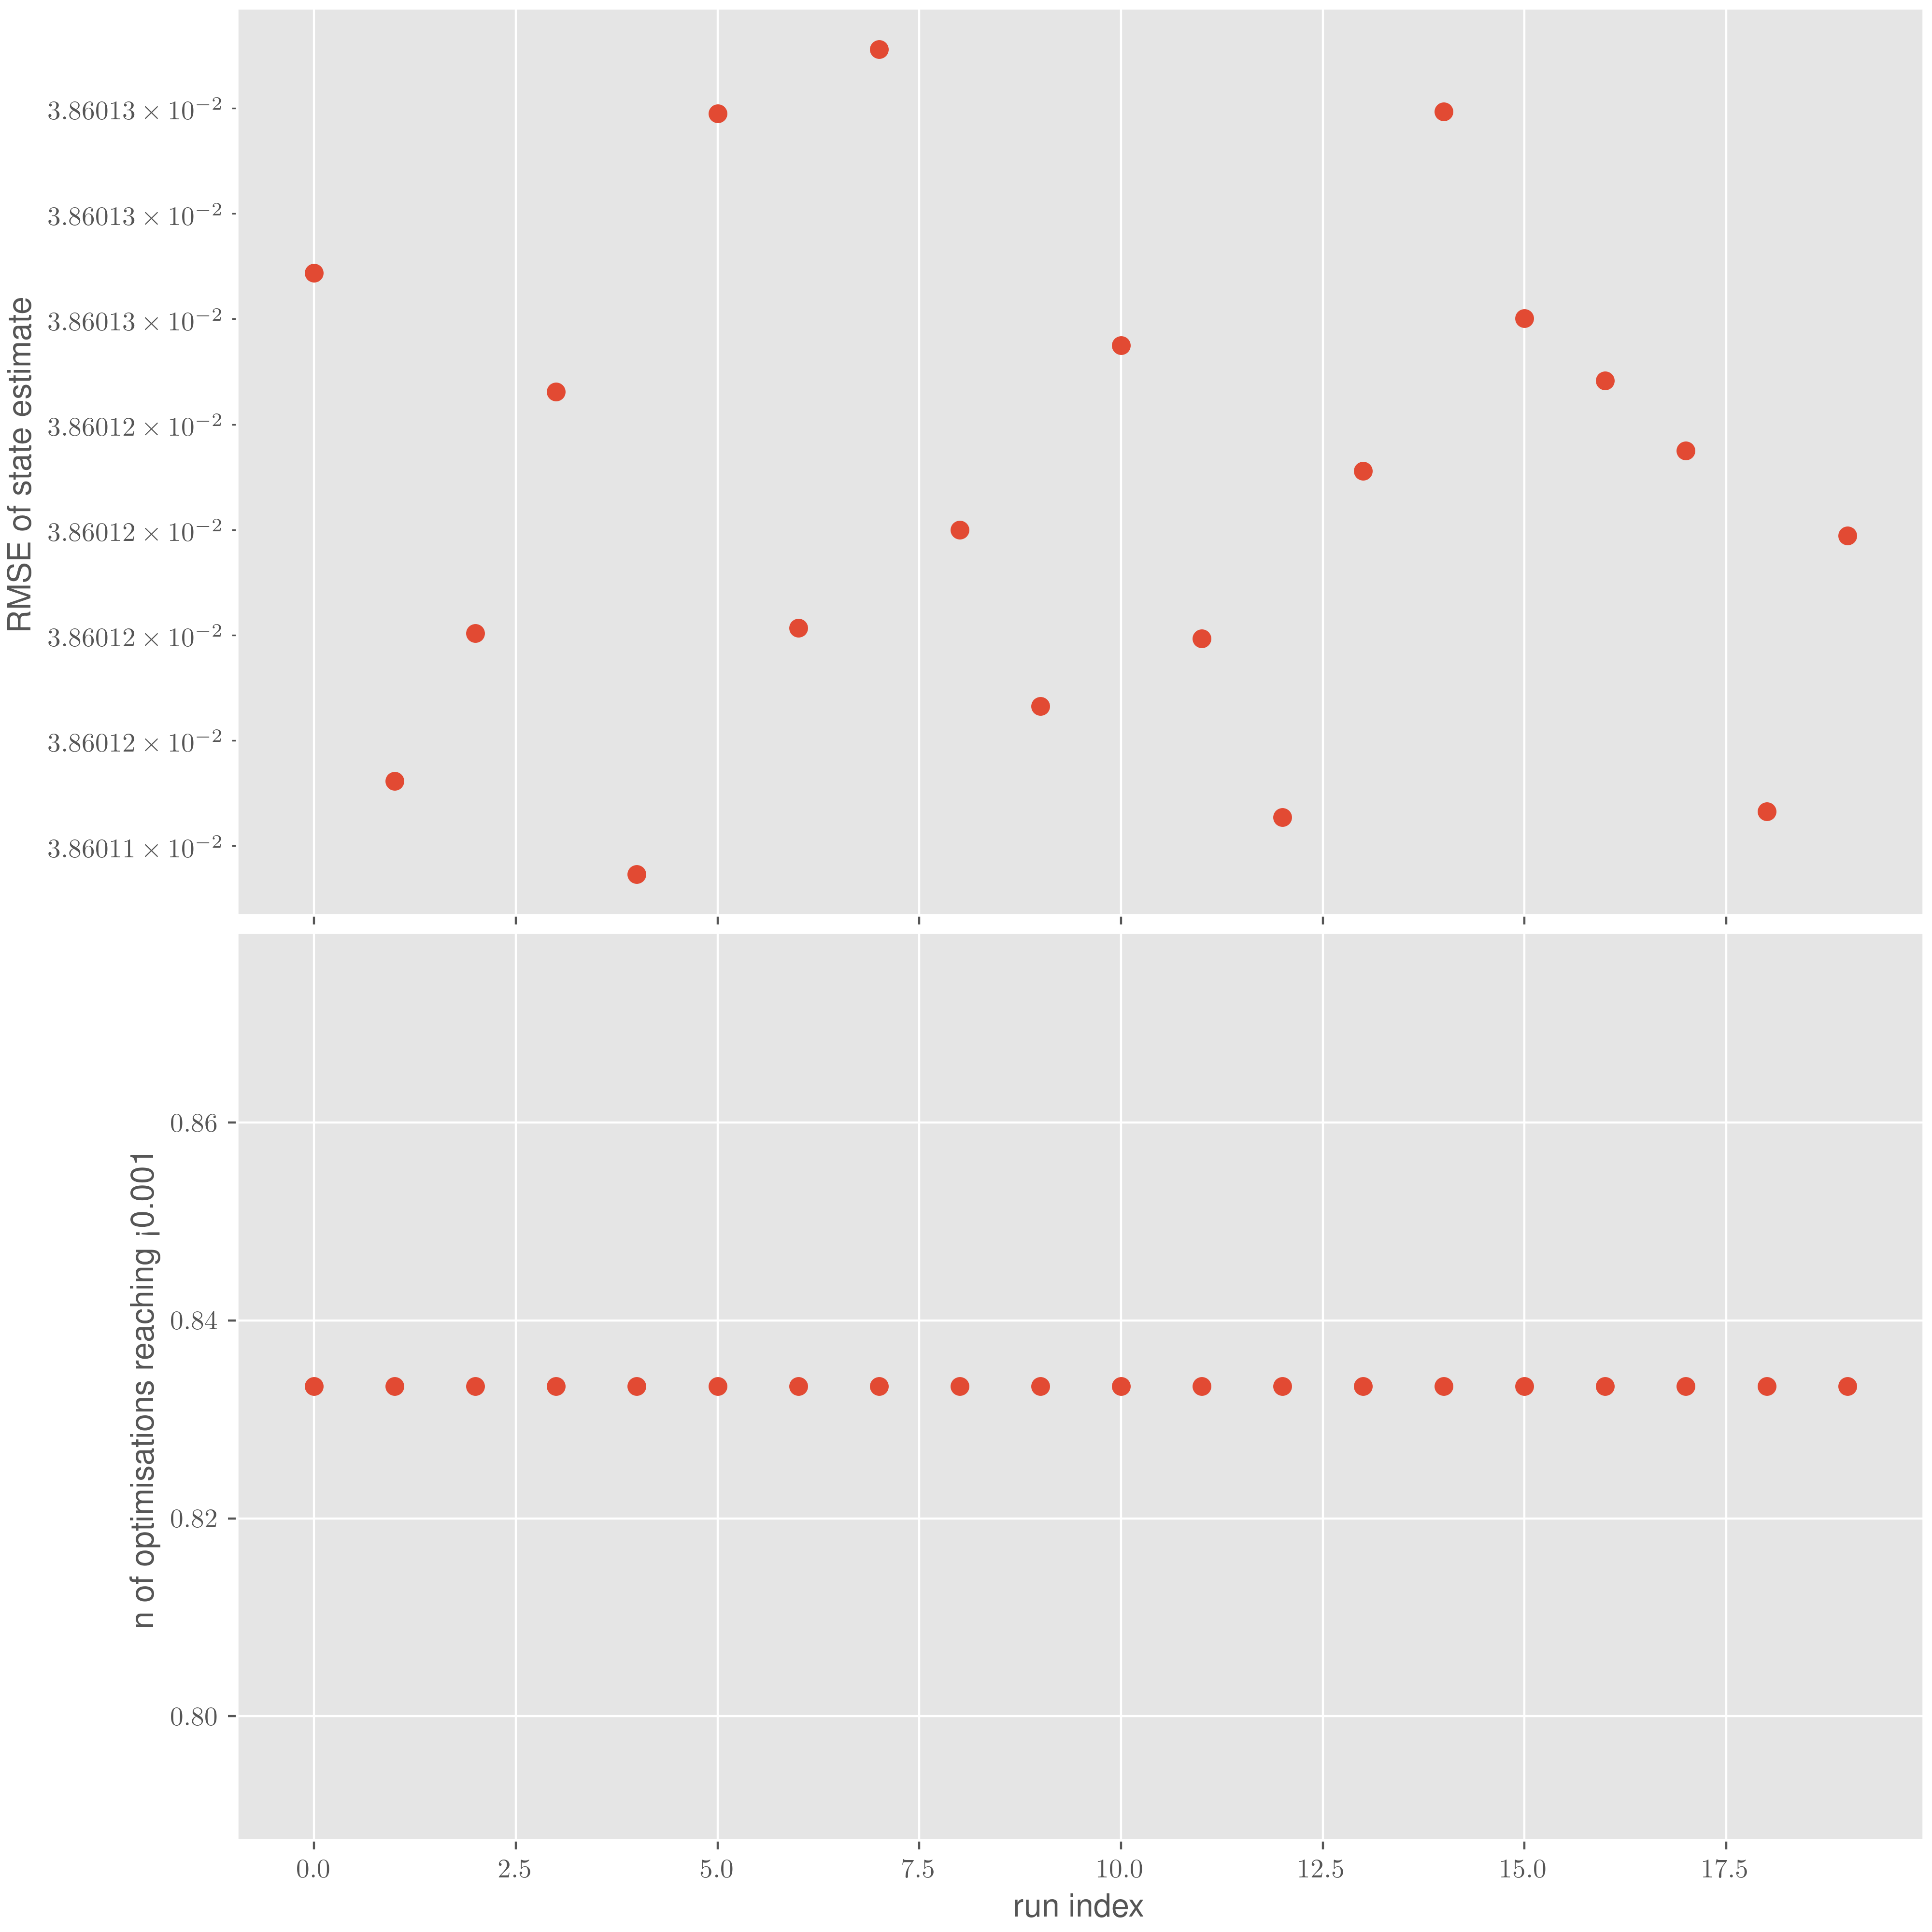 RMSE of state estimate
3.86013 × 10⁻²
3.86013 × 10⁻²
3.86013 × 10⁻²
3.86012 × 10⁻²
3.86012 × 10⁻²
3.86012 × 10⁻²
3.86012 × 10⁻²
3.86011 × 10⁻²
n of optimisations reaching ¡0.001
0.86
0.84
0.82
0.80
0.0 2.5 5.0 7.5 10.0 12.5 15.0 17.5
run index